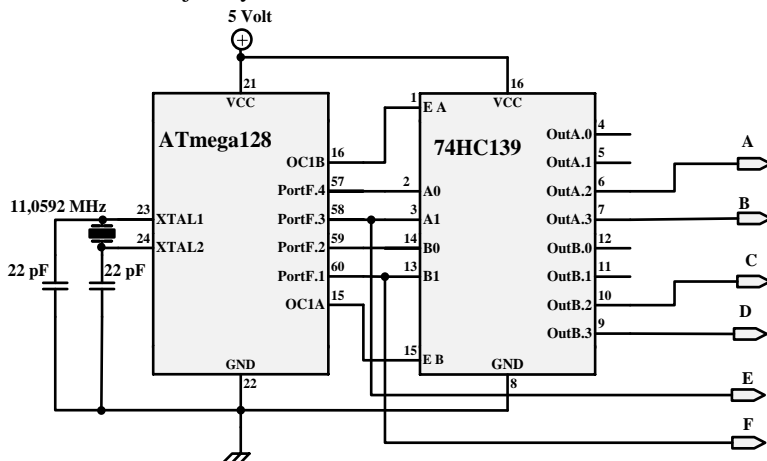 5 Volt
21
VCC
ATmega128
OC1B 16
PortF.4 57
PortF.3 58
PortF.2 59
PortF.1 60
OC1A 15
GND
22
11,0592 MHz
23 XTAL1
24 XTAL2
22 pF
22 pF
16
VCC
74HC139
1 E A
2 A0
3 A1
14 B0
13 B1
15 E B
OutA.0 4
OutA.1 5
OutA.2 6
OutA.3 7
OutB.0 12
OutB.1 11
OutB.2 10
OutB.3 9
GND
8
A
B
C
D
E
F